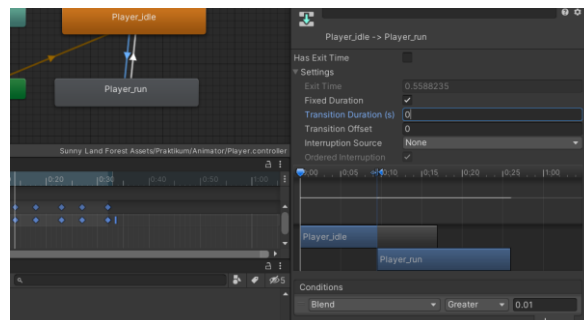 Player_idle
Player_run
Sunny Land Forest Assets/Praktikum/Animator/Player.controller
0:20
0:30
0:40
0:50
1:00
5
Player_idle -> Player_run
Has Exit Time
Settings
Exit Time 0.5588235
Fixed Duration
Transition Duration (s) 0
Transition Offset 0
Interruption Source None
Ordered Interruption
0:00 0:05 0:10 0:15 0:20 0:25 1:00
Player_idle
Player_run
Conditions
Blend Greater 0.01